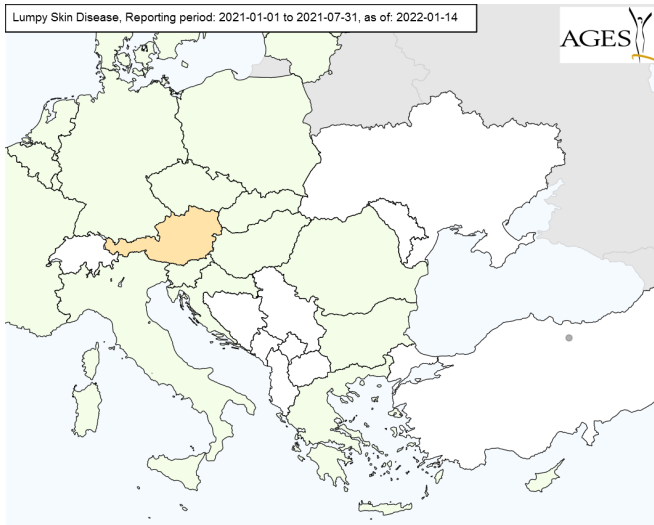 Lumpy Skin Disease, Reporting period: 2021-01-01 to 2021-07-31, as of: 2022-01-14
AGES